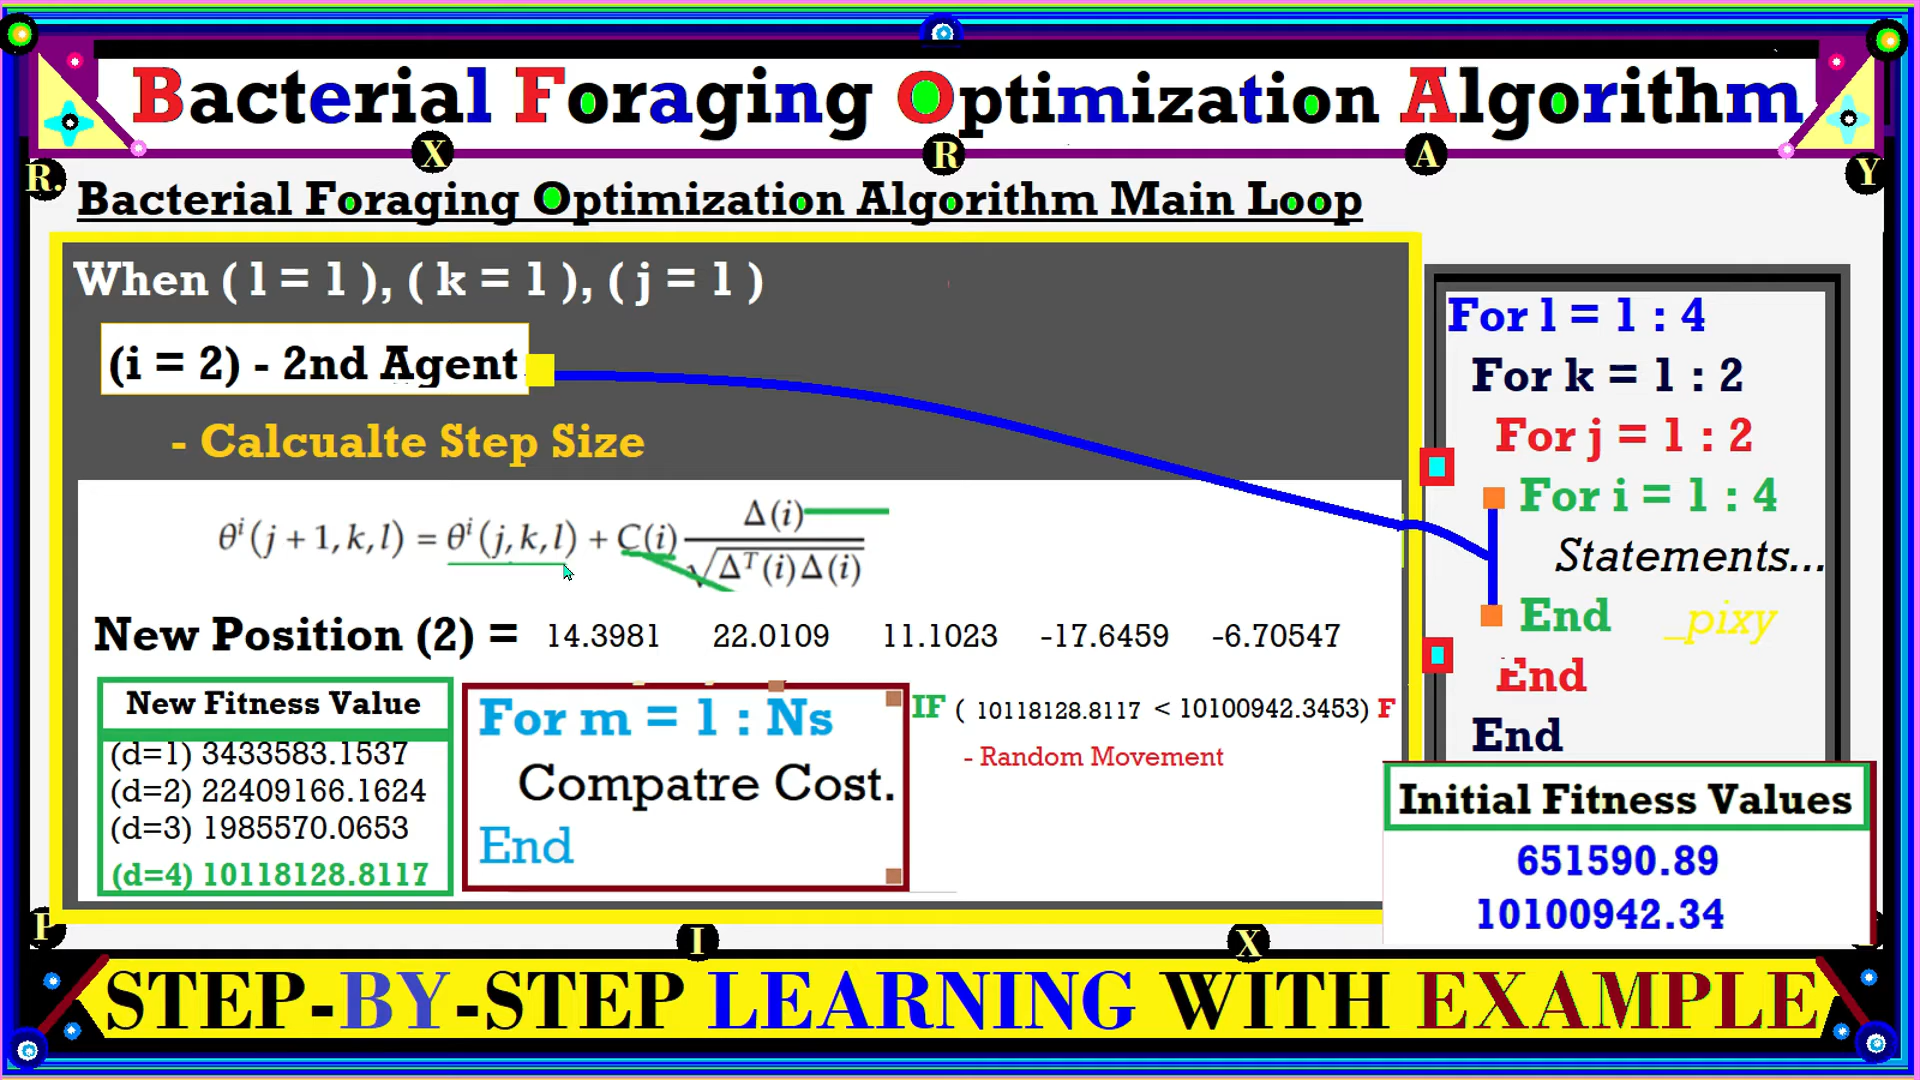 Bacterial Foraging Optimization Algorithm
X R A
R. Y
Bacterial Foraging Optimization Algorithm Main Loop
When ( l = 1 ), ( k = 1 ), ( j = 1 )
(i = 2) - 2nd Agent
- Calcualte Step Size
θ^i(j + 1, k, l) = θ^i(j, k, l) + C(i) Δ(i) / √Δ^T(i)Δ(i)
New Position (2) = 14.3981 22.0109 11.1023 -17.6459 -6.70547
New Fitness Value
(d=1) 3433583.1537
(d=2) 22409166.1624
(d=3) 1985570.0653
(d=4) 10118128.8117
For m = 1 : Ns
Compatre Cost.
End
IF ( 10118128.8117 < 10100942.3453) F
- Random Movement
For l = 1 : 4
For k = 1 : 2
For j = 1 : 2
For i = 1 : 4
Statements...
End _pixy
End
End
Initial Fitness Values
651590.89
10100942.34
P I X
STEP-BY-STEP LEARNING WITH EXAMPLE